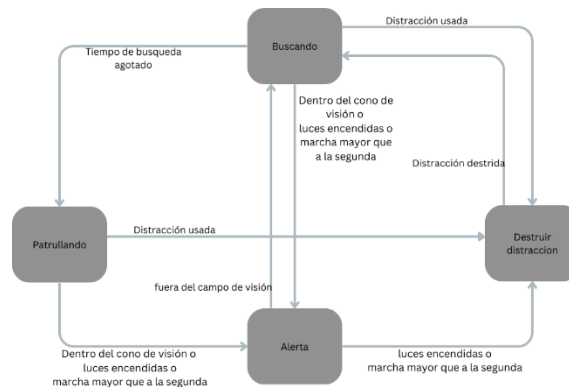 Distracción usada
Buscando
Tiempo de busqueda
agotado
Dentro del cono de
visión o
luces encendidas o
marcha mayor que
a la segunda
Distracción destrida
Distracción usada
Patrullando
Destruir
distraccion
fuera del campo de visión
Alerta
Dentro del cono de visión o
luces encendidas o
marcha mayor que a la segunda
luces encendidas o
marcha mayor que a la segunda